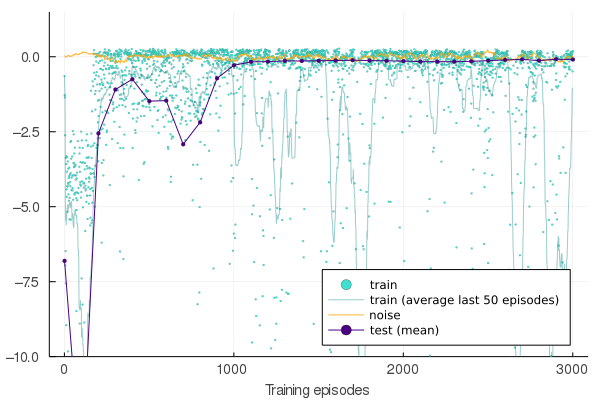 0.0
−2.5
−5.0
−7.5
−10.0
0
1000
2000
3000
Training episodes
train
train (average last 50 episodes)
noise
test (mean)